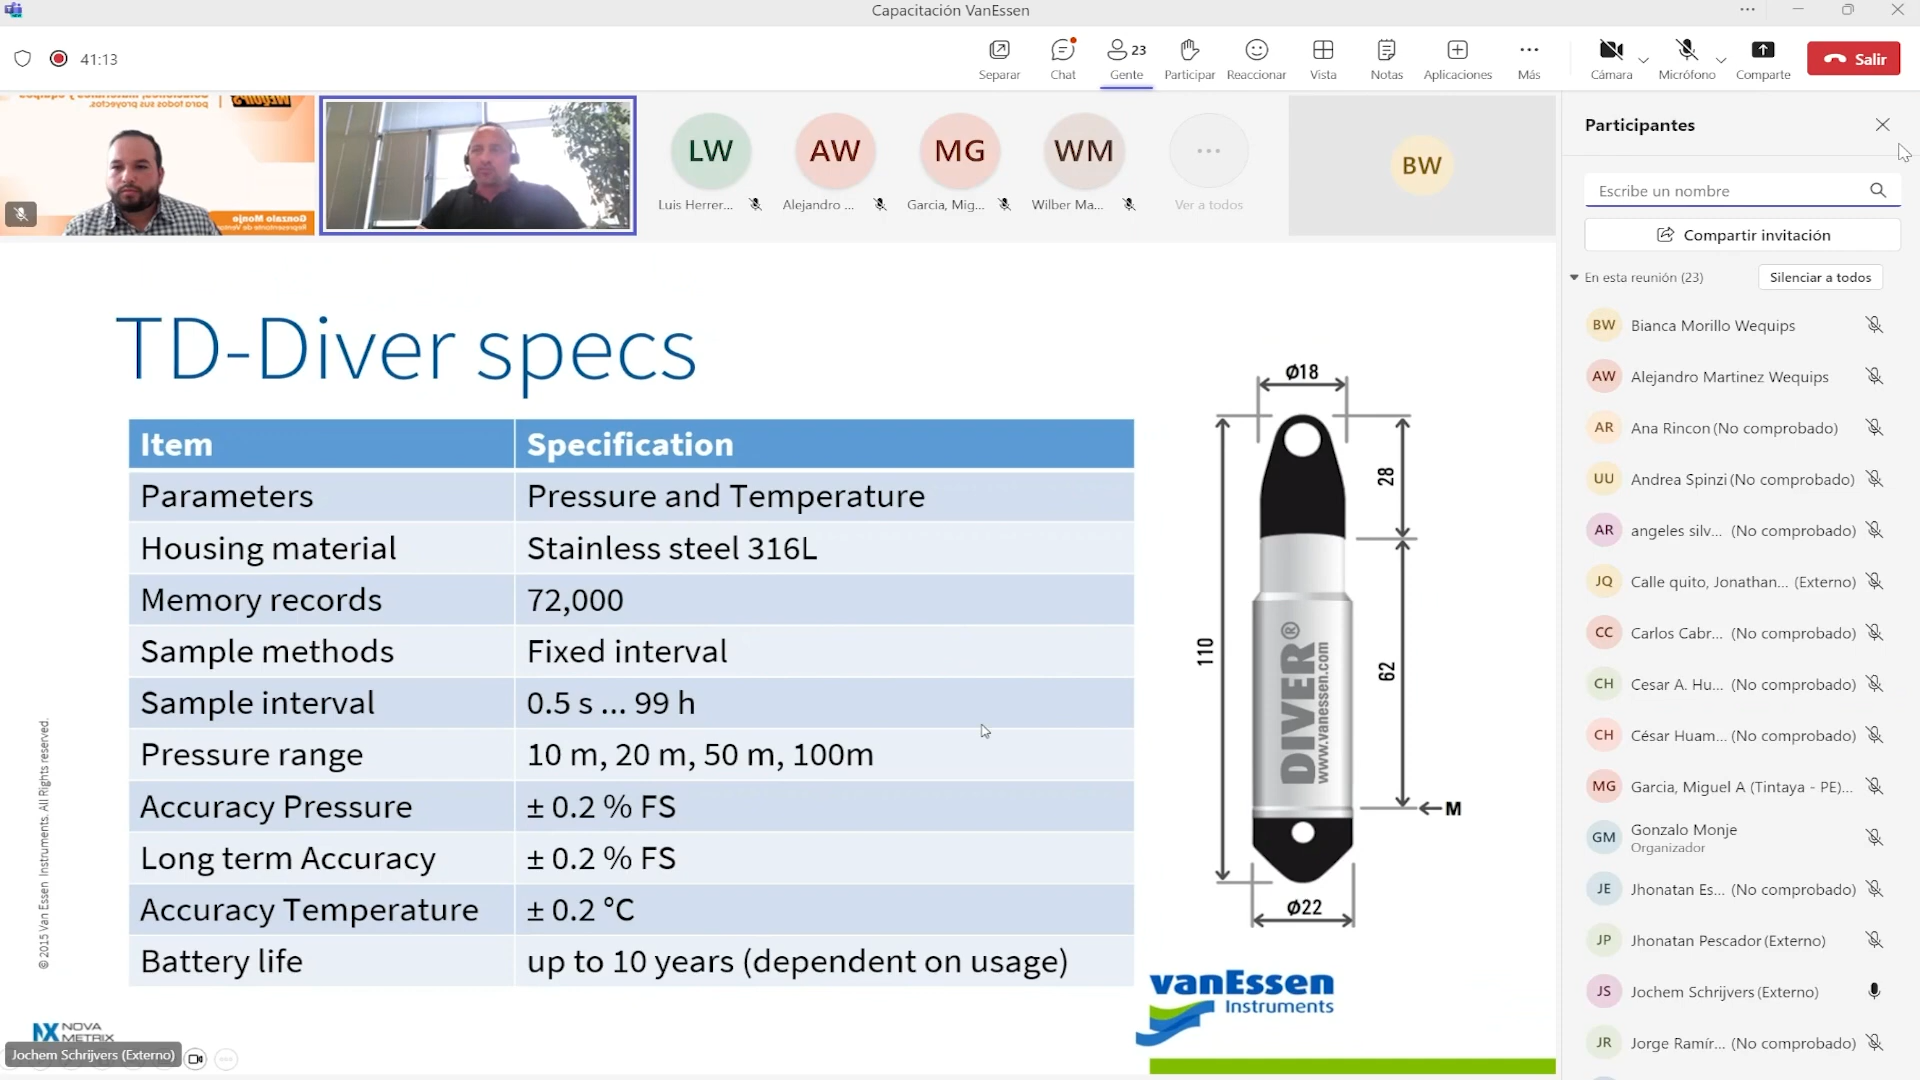 Capacitación VanEssen
41:13
Separar
Chat
23
Gente
Participar
Reaccionar
Vista
Notas
Aplicaciones
Más
Cámara
Micrófono
Comparte
Salir
para todos sus proyectos.
Gonzalo Monje
Representante de Ventas
LW
Luis Herrer...
AW
Alejandro ...
MG
Garcia, Mig...
WM
Wilber Ma...
Ver a todos
BW
TD-Diver specs
Item Specification
Parameters Pressure and Temperature
Housing material Stainless steel 316L
Memory records 72,000
Sample methods Fixed interval
Sample interval 0.5 s ... 99 h
Pressure range 10 m, 20 m, 50 m, 100m
Accuracy Pressure ± 0.2 % FS
Long term Accuracy ± 0.2 % FS
Accuracy Temperature ± 0.2 °C
Battery life up to 10 years (dependent on usage)
Ø18
28
110
62
M
Ø22
DIVER®
www.vanessen.com
vanEssen
Instruments
© 2015 Van Essen Instruments. All Rights reserved.
NOVA
METRIX
Jochem Schrijvers (Externo)
Participantes
Escribe un nombre
Compartir invitación
En esta reunión (23)
Silenciar a todos
BW Bianca Morillo Wequips
AW Alejandro Martinez Wequips
AR Ana Rincon (No comprobado)
UU Andrea Spinzi (No comprobado)
AR angeles silv... (No comprobado)
JQ Calle quito, Jonathan... (Externo)
CC Carlos Cabr... (No comprobado)
CH Cesar A. Hu... (No comprobado)
CH César Huam... (No comprobado)
MG Garcia, Miguel A (Tintaya - PE)...
GM Gonzalo Monje
Organizador
JE Jhonatan Es... (No comprobado)
JP Jhonatan Pescador (Externo)
JS Jochem Schrijvers (Externo)
JR Jorge Ramír... (No comprobado)